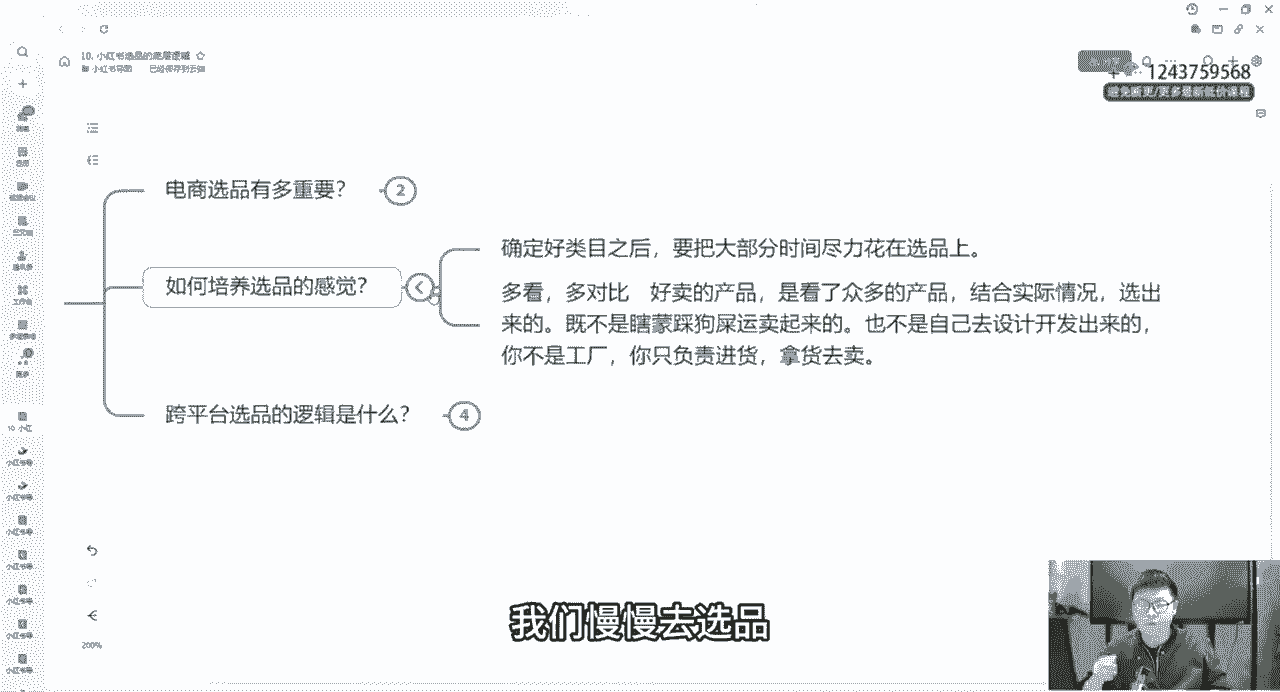 10. 小红书选品的底层逻辑
小红书导图 已经保存到云端
1243759568
电商选品有多重要？
2
确定好类目之后，要把大部分时间尽力花在选品上。
如何培养选品的感觉？
多看，多对比 好卖的产品，是看了众多的产品，结合实际情况，选出
来的。既不是瞎蒙踩狗屎运卖起来的。也不是自己去设计开发出来的，
你不是工厂，你只负责进货，拿货去卖。
跨平台选品的逻辑是什么？
4
我们慢慢去选品
200%